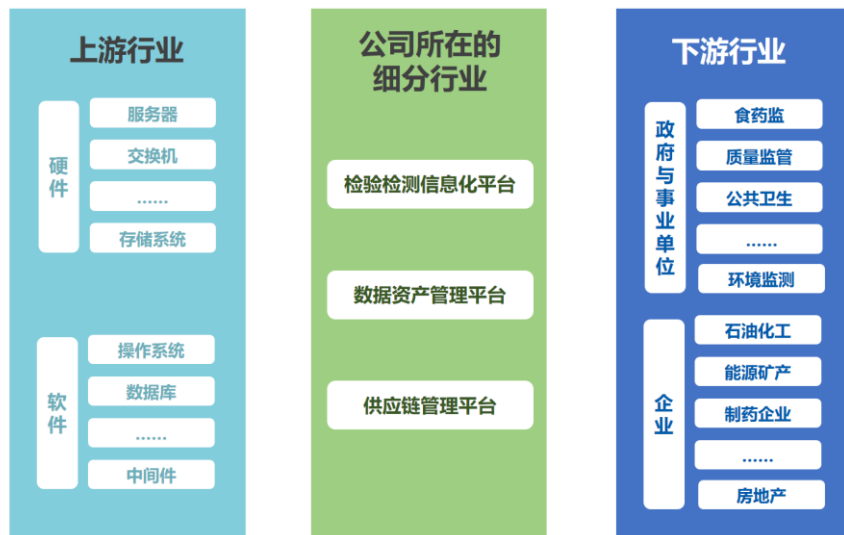 上游行业
硬件
服务器
交换机
......
存储系统
软件
操作系统
数据库
......
中间件
公司所在的
细分行业
检验检测信息化平台
数据资产管理平台
供应链管理平台
下游行业
政府与事业单位
食药监
质量监管
公共卫生
......
环境监测
企业
石油化工
能源矿产
制药企业
......
房地产